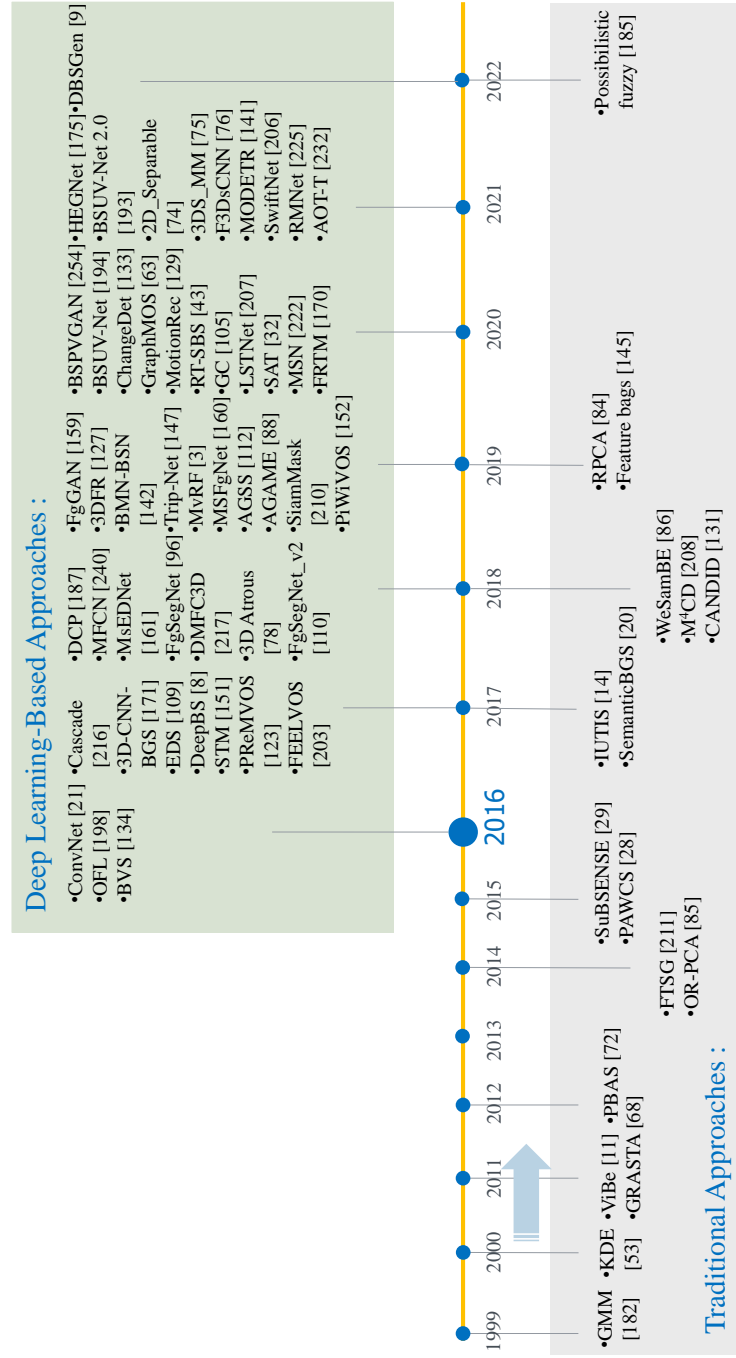 Deep Learning-Based Approaches :
•ConvNet [21]
•OFL [198]
•BVS [134]
•Cascade
[216]
•3D-CNN-
BGS [171]
•EDS [109]
•DeepBS [8]
•STM [151]
•PReMVOS
[123]
•FEELVOS
[203]
•DCP [187]
•MFCN [240]
•MsEDNet
[161]
•FgSegNet [96]
•DMFC3D
[217]
•3D Atrous
[78]
•FgSegNet_v2
[110]
•FgGAN [159]
•3DFR [127]
•BMN-BSN
[142]
•Trip-Net [147]
•MvRF [3]
•MSFgNet [160]
•AGSS [112]
•AGAME [88]
•SiamMask
[210]
•PiWiVOS [152]
•BSPVGAN [254]
•BSUV-Net [194]
•ChangeDet [133]
•GraphMOS [63]
•MotionRec [129]
•RT-SBS [43]
•GC [105]
•LSTNet [207]
•SAT [32]
•MSN [222]
•FRTM [170]
•HEGNet [175]
•BSUV-Net 2.0
[193]
•2D_Separable
[74]
•3DS_MM [75]
•F3DsCNN [76]
•MODETR [141]
•SwiftNet [206]
•RMNet [225]
•AOT-T [232]
•DBSGen [9]
1999
2000
2011
2012
2013
2014
2015
2016
2017
2018
2019
2020
2021
2022
•GMM
[182]
•KDE
[53]
•ViBe [11]
•GRASTA [68]
•PBAS [72]
•FTSG [211]
•OR-PCA [85]
•SuBSENSE [29]
•PAWCS [28]
•IUTIS [14]
•SemanticBGS [20]
•WeSamBE [86]
•M⁴CD [208]
•CANDID [131]
•RPCA [84]
•Feature bags [145]
•Possibilistic
fuzzy [185]
Traditional Approaches :